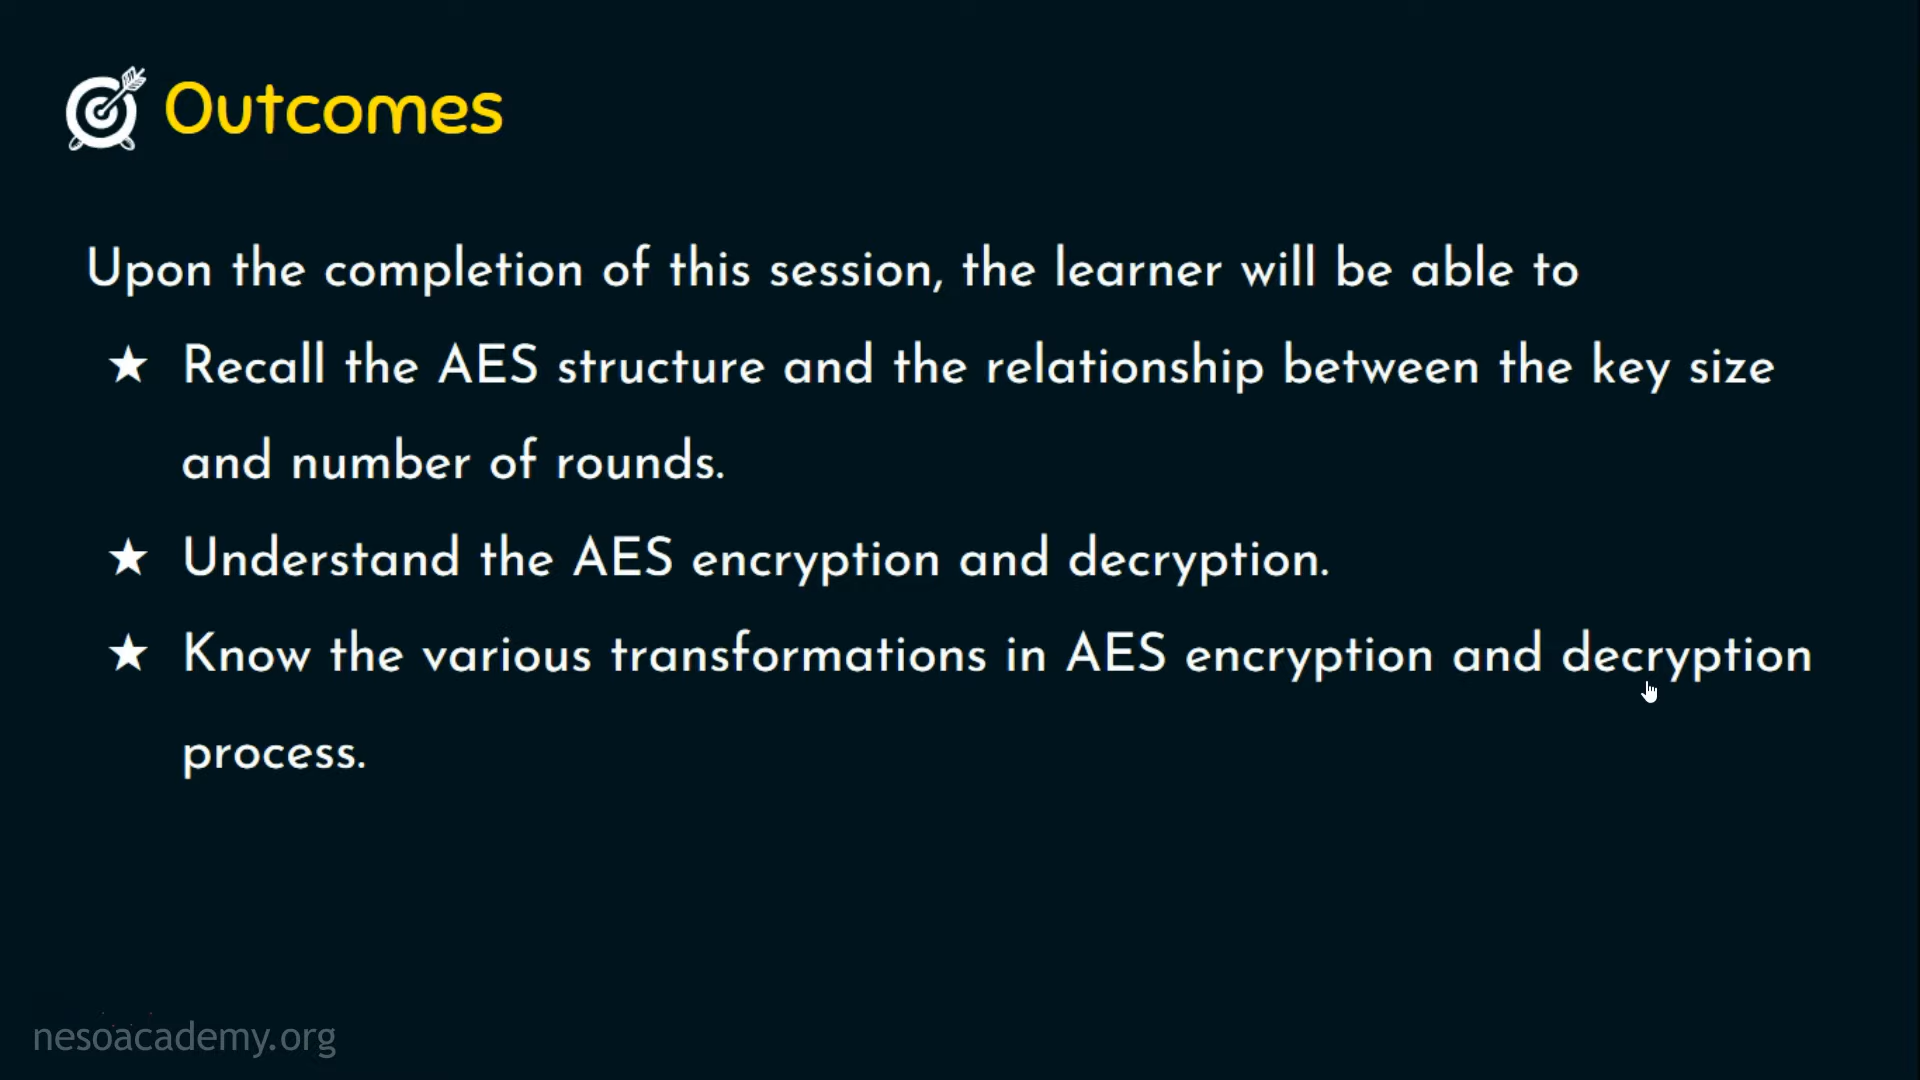 Outcomes
Upon the completion of this session, the learner will be able to
★ Recall the AES structure and the relationship between the key size
and number of rounds.
★ Understand the AES encryption and decryption.
★ Know the various transformations in AES encryption and decryption
process.
nesoacademy.org